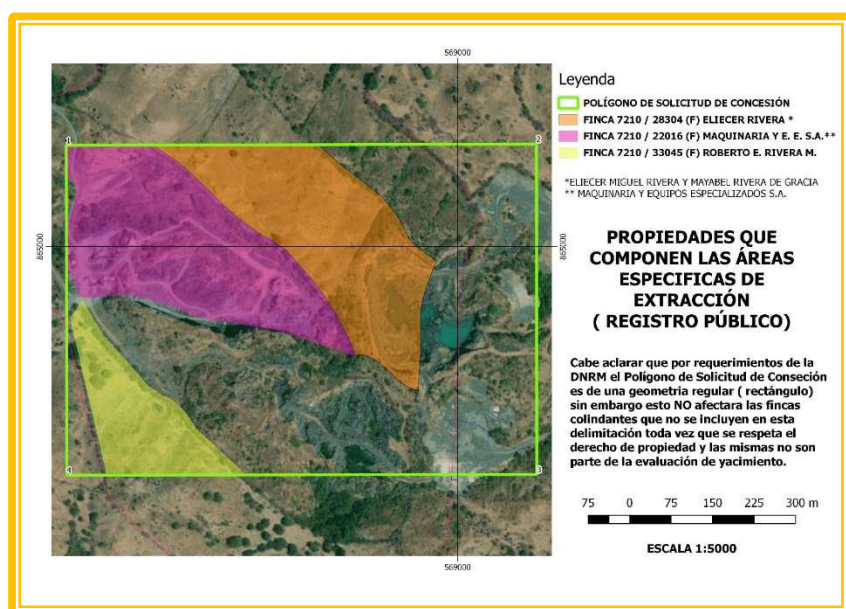 569000
Leyenda
POLÍGONO DE SOLICITUD DE CONCESIÓN
FINCA 7210 / 28304 (F) ELIECER RIVERA *
FINCA 7210 / 22016 (F) MAQUINARIA Y E. E. S.A.**
FINCA 7210 / 33045 (F) ROBERTO E. RIVERA M.
*ELIECER MIGUEL RIVERA Y MAYABEL RIVERA DE GRACIA
** MAQUINARIA Y EQUIPOS ESPECIALIZADOS S.A.
1
2
865000
865000
PROPIEDADES QUE
COMPONEN LAS ÁREAS
ESPECIFICAS DE
EXTRACCIÓN
( REGISTRO PÚBLICO)
Cabe aclarar que por requerimientos de la
DNRM el Polígono de Solicitud de Conseción
es de una geometria regular ( rectángulo)
sin embargo esto NO afectara las fincas
colindantes que no se incluyen en esta
delimitación toda vez que se respeta el
derecho de propiedad y las mismas no son
parte de la evaluación de yacimiento.
4
3
75 0 75 150 225 300 m
ESCALA 1:5000
569000